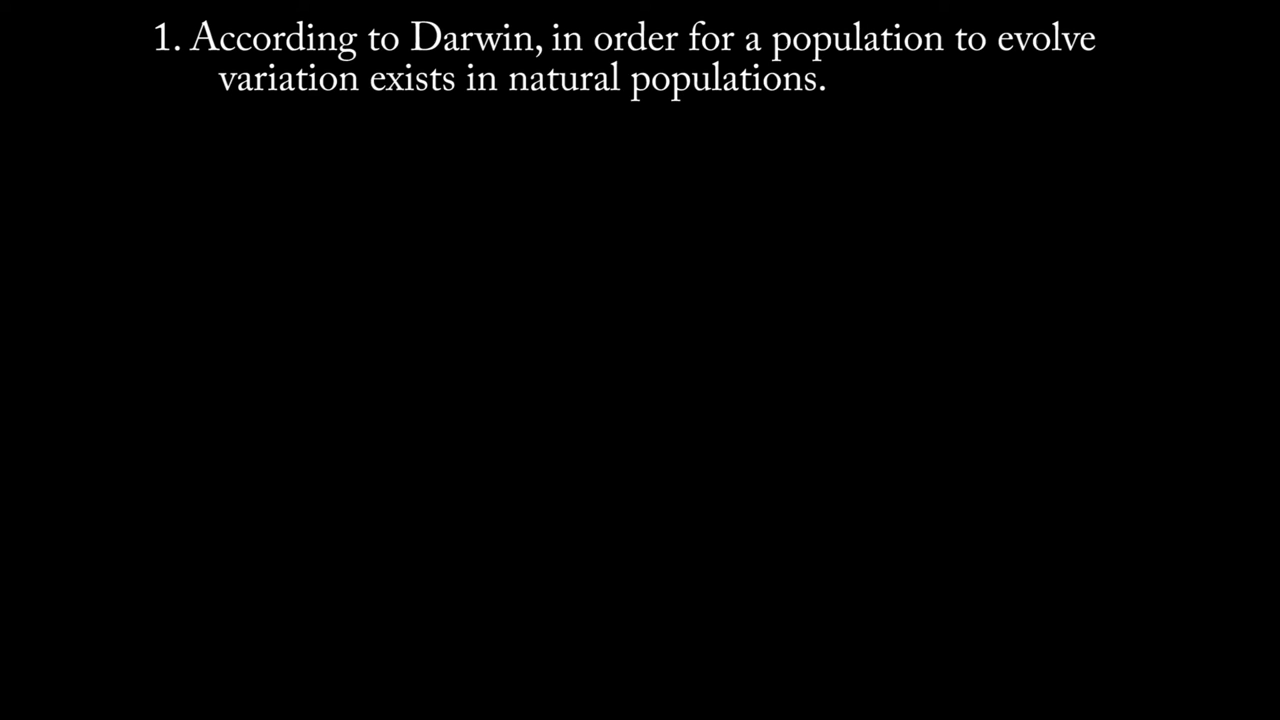 1. According to Darwin, in order for a population to evolve
variation exists in natural populations.